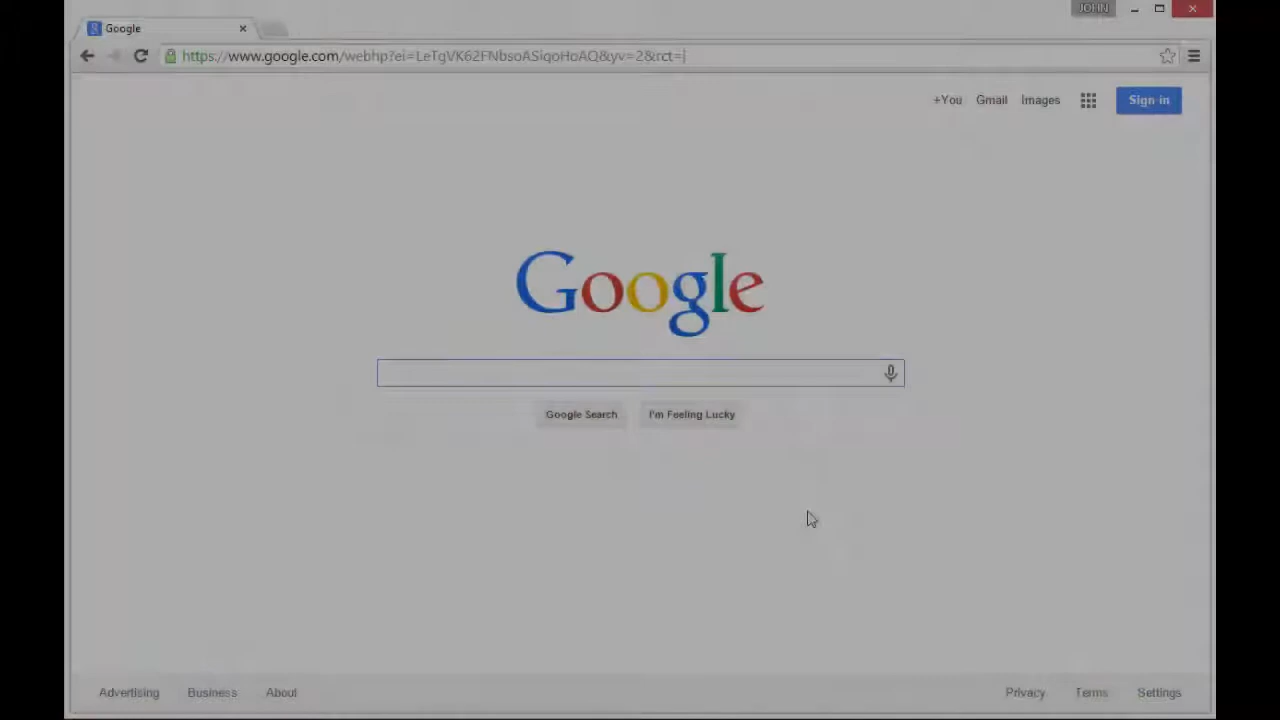 JOHN
Google
https://www.google.com/webhp?ei=LeTgVK62FNbsoASiqoHoAQ&yv=2&rct=j
+You Gmail Images Sign in
Google
Google Search I'm Feeling Lucky
Advertising Business About Privacy Terms Settings